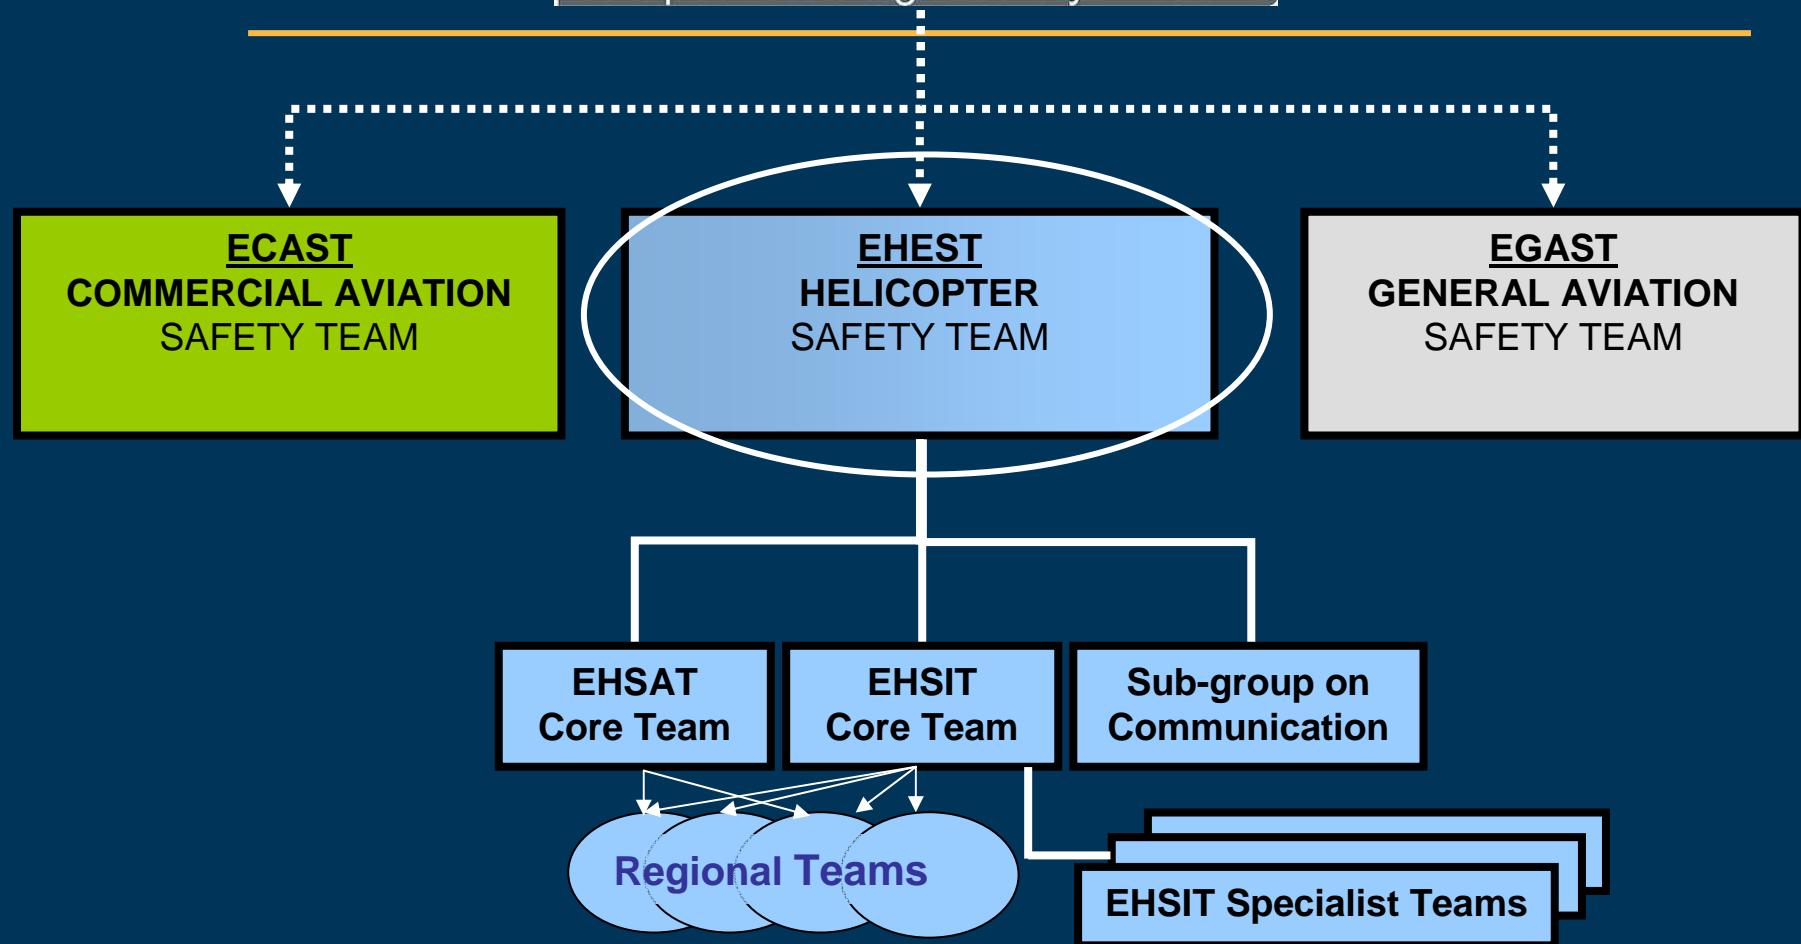 ECAST
COMMERCIAL AVIATION
SAFETY TEAM
EHEST
HELICOPTER
SAFETY TEAM
EGAST
GENERAL AVIATION
SAFETY TEAM
EHSAT
Core Team
EHSIT
Core Team
Sub-group on
Communication
Regional Teams
EHSIT Specialist Teams